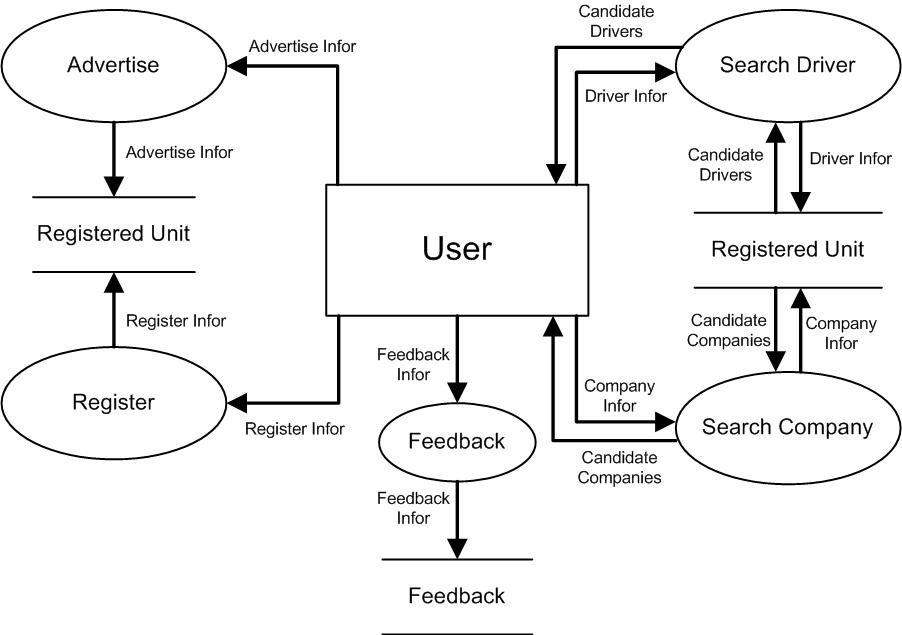 Candidate
Drivers
Advertise Infor
Advertise
Search Driver
Driver Infor
Advertise Infor
Candidate
Drivers
Driver Infor
Registered Unit
User
Registered Unit
Register Infor
Candidate
Companies
Company
Infor
Feedback
Infor
Company
Infor
Register
Register Infor
Feedback
Search Company
Candidate
Companies
Feedback
Infor
Feedback